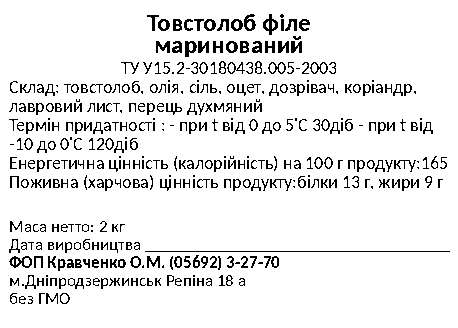 Товстолоб філе
маринований
ТУ У15.2-30180438.005-2003
Склад: товстолоб, олія, сіль, оцет, дозрівач, коріандр,
лавровий лист, перець духмяний
Термін придатності : - при t від 0 до 5˚С 30діб - при t від
-10 до 0˚С 120діб
Енергетична цінність (калорійність) на 100 г продукту:165
Поживна (харчова) цінність продукту:білки 13 г, жири 9 г
Маса нетто: 2 кг
Дата виробництва ___________________________________
ФОП Кравченко О.М. (05692) 3-27-70
м.Дніпродзержинськ Репіна 18 а
без ГМО